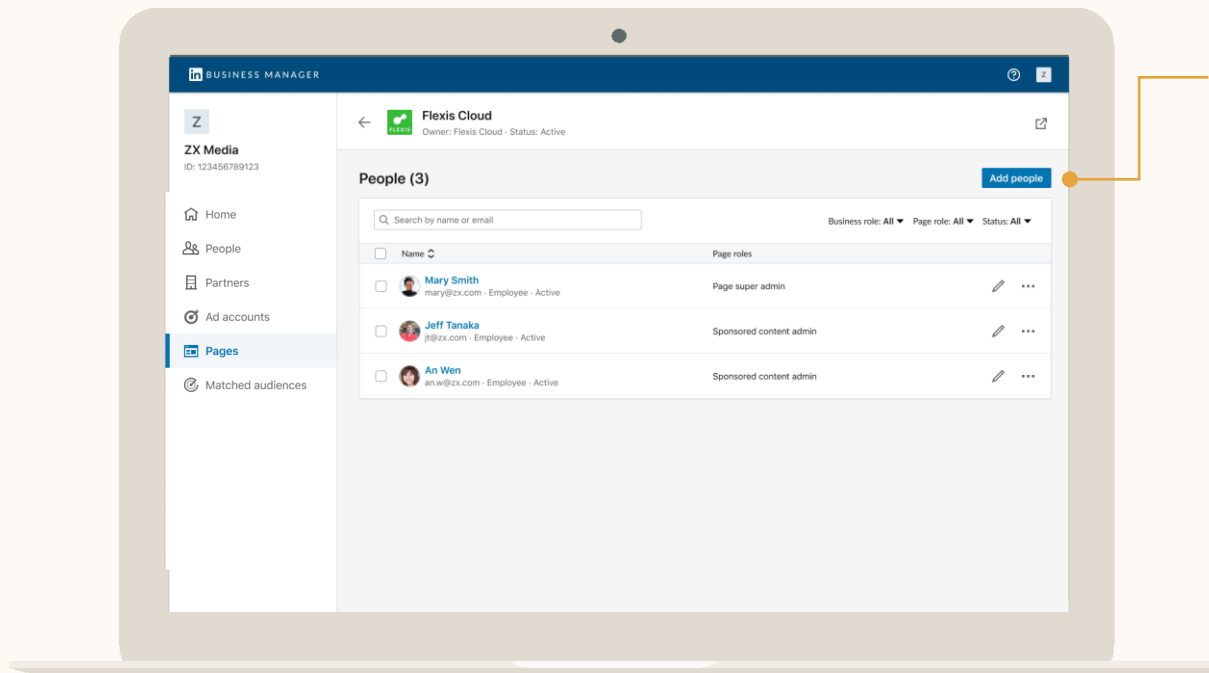 in BUSINESS MANAGER
Z
Z
ZX Media
ID: 123456789123
Home
People
Partners
Ad accounts
Pages
Matched audiences
FLEXIS
Flexis Cloud
Owner: Flexis Cloud - Status: Active
People (3)
Add people
Search by name or email
Business role: All Page role: All Status: All
Name Page roles
Mary Smith
mary@zx.com - Employee - Active
Page super admin
Jeff Tanaka
jt@zx.com - Employee - Active
Sponsored content admin
An Wen
an.w@zx.com - Employee - Active
Sponsored content admin